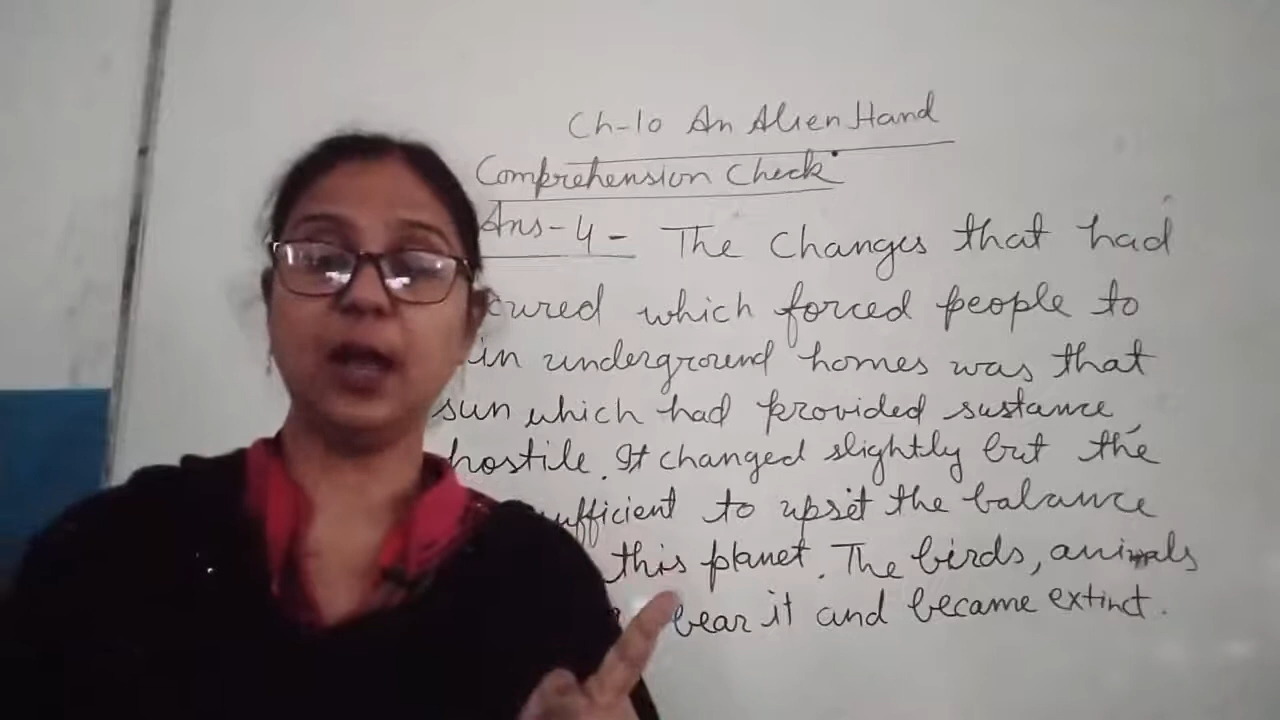 Ch-10 An Alien Hand
Comprehension Check
Ans-4- The changes that had
which forced people to
in underground homes was that
sun which had provided sustance
hostile. It changed slightly but the
to upset the balance
this planet. The birds, animals
bear it and became extinct.